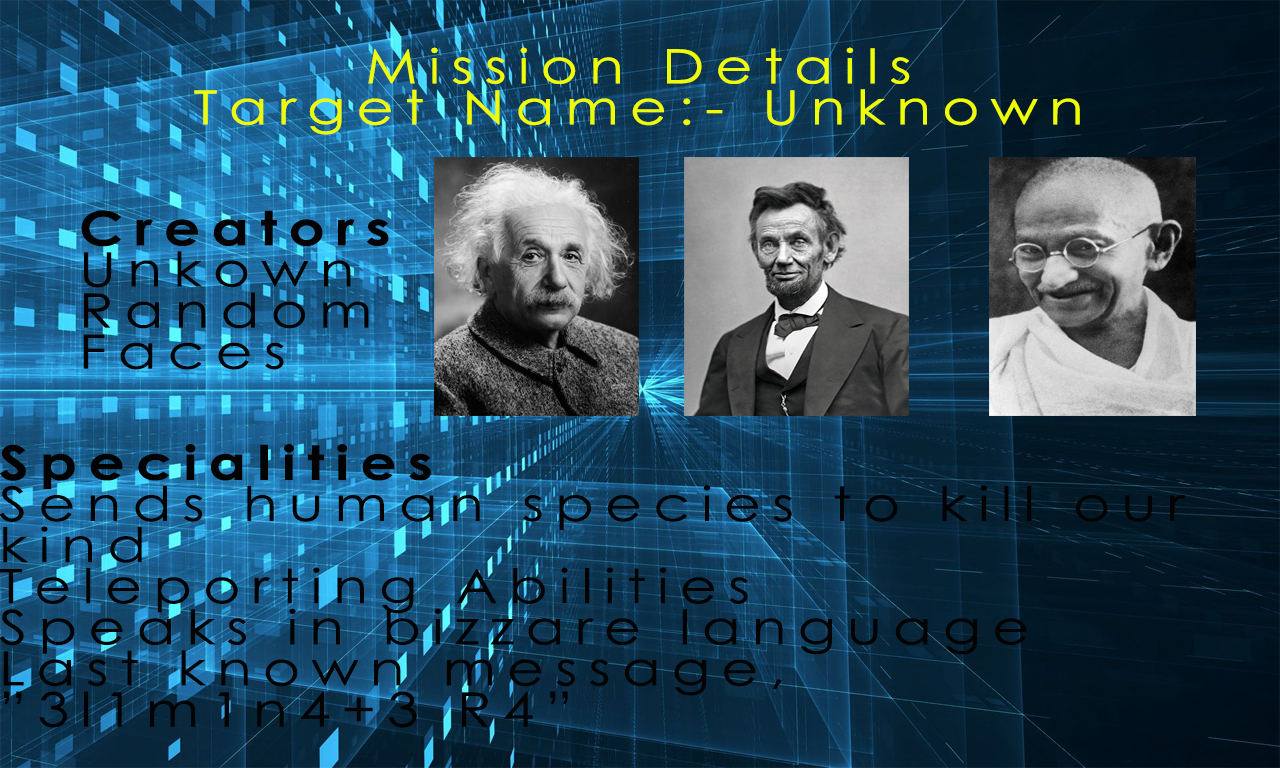 Mission Details
Target Name:- Unknown
Creators
Unkown
Random
Faces
Specialities
Sends human species to kill our
kind
Teleporting Abilities
Speaks in bizzare language
Last known message,
”3l1m1n4+3 R4”